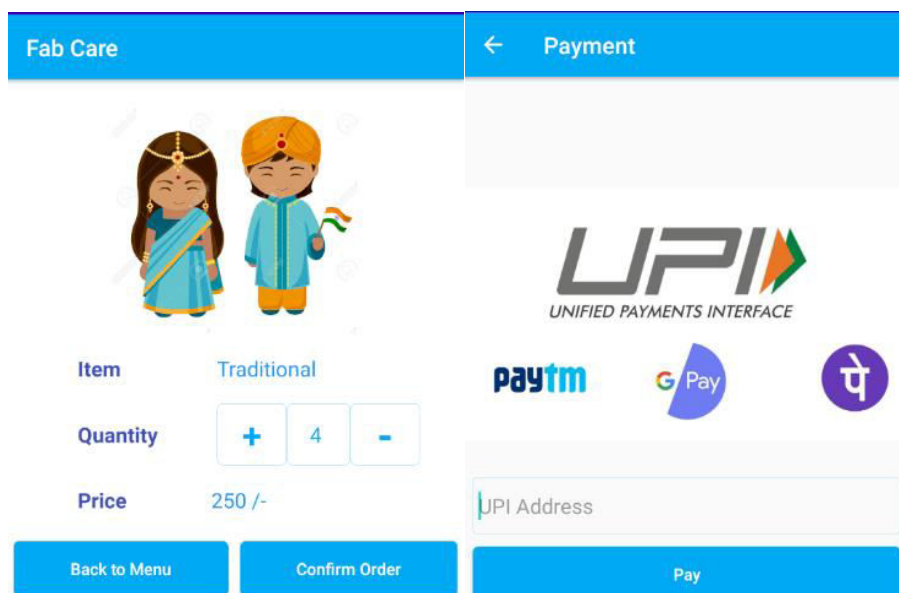 Fab Care
Item Traditional
Quantity + 4 -
Price 250 /-
Back to Menu Confirm Order
← Payment
UPI
UNIFIED PAYMENTS INTERFACE
paytm G Pay पे
UPI Address
Pay